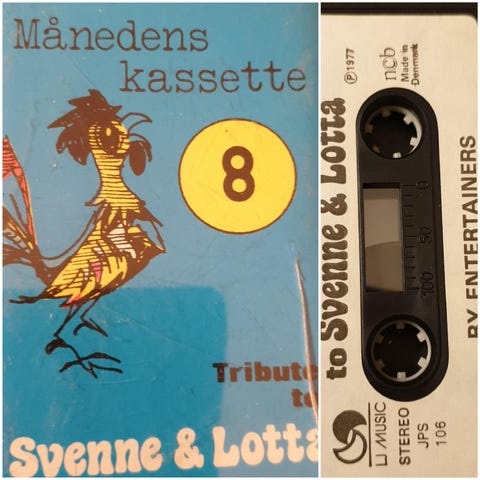 Månedens
kassette
8
Tribute
to
Svenne & Lotta
to Svenne & Lotta
BY ENTERTAINERS
Ⓟ 1977
ncb
Made in
Denmark
0
50
100
LJ MUSIC
STEREO
JPS
106